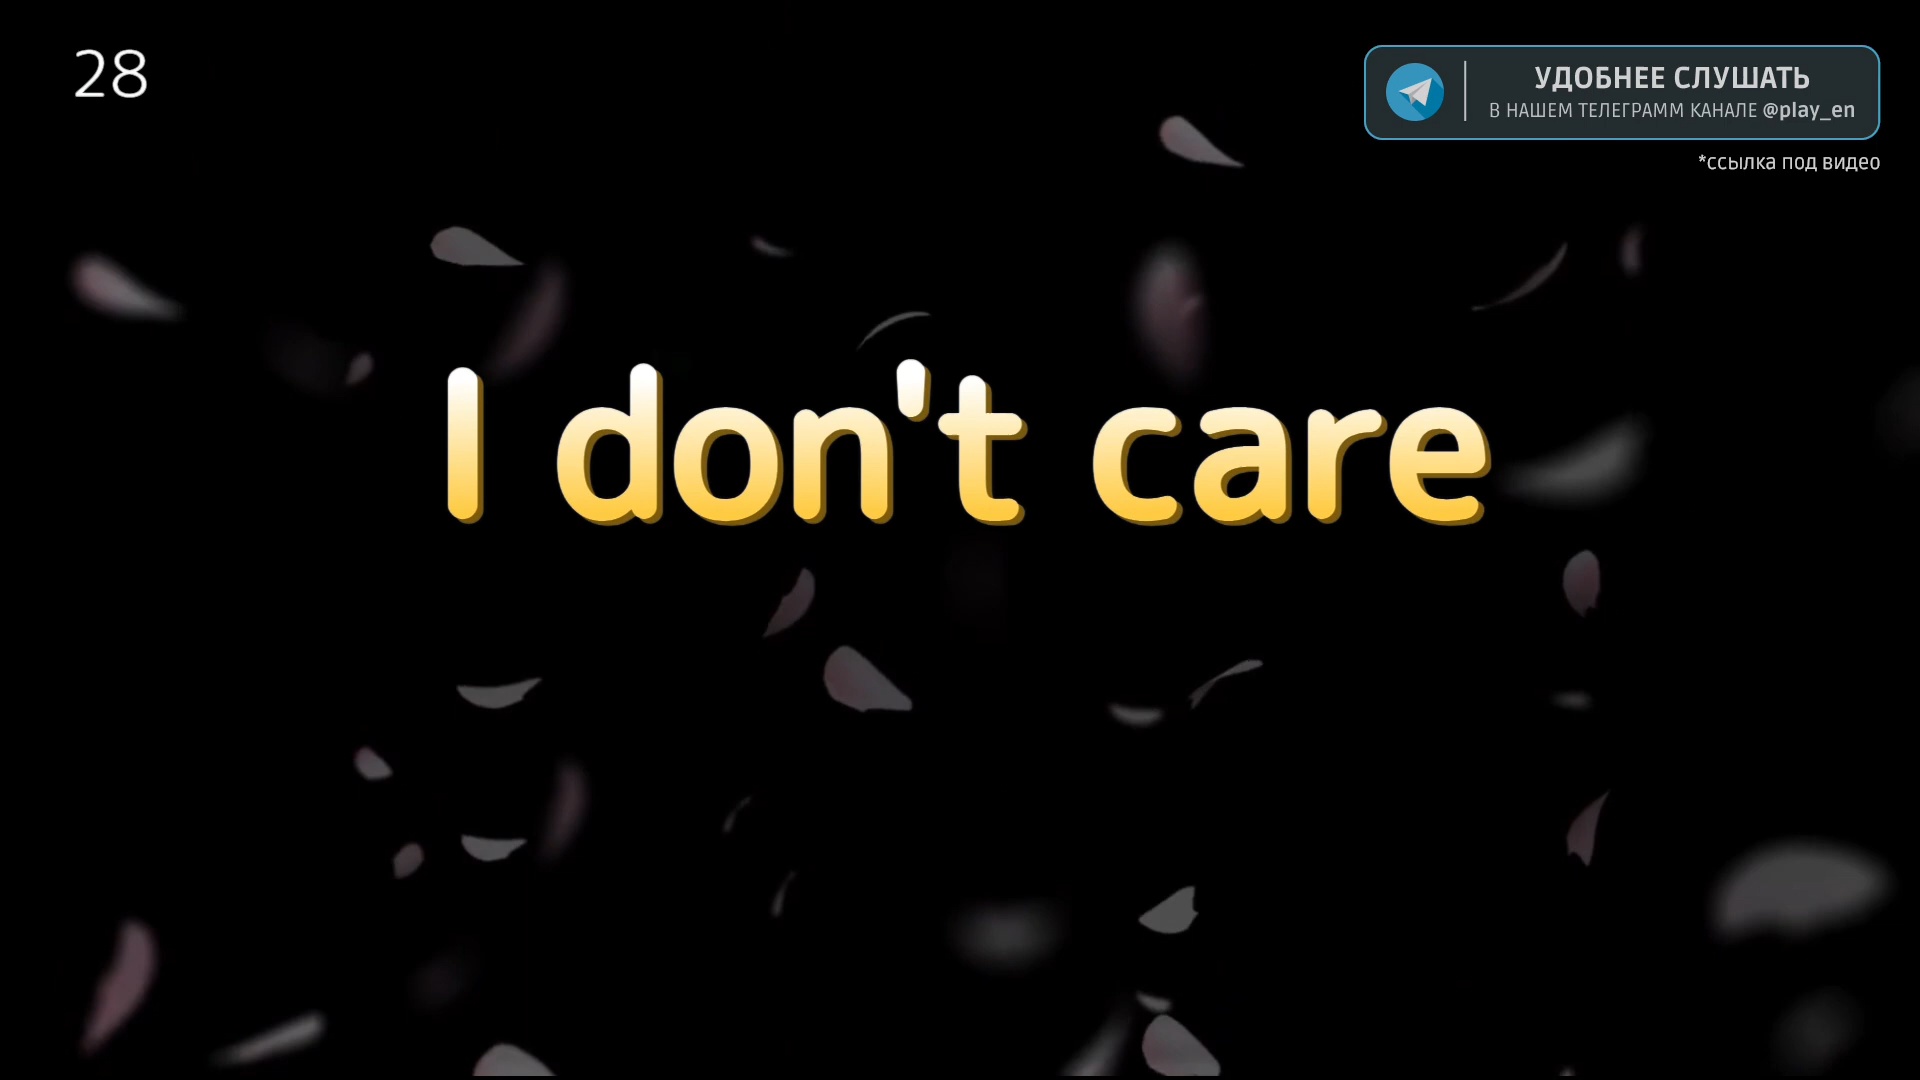 28
УДОБНЕЕ СЛУШАТЬ
В НАШЕМ ТЕЛЕГРАММ КАНАЛЕ @play_en
*ссылка под видео
I don't care